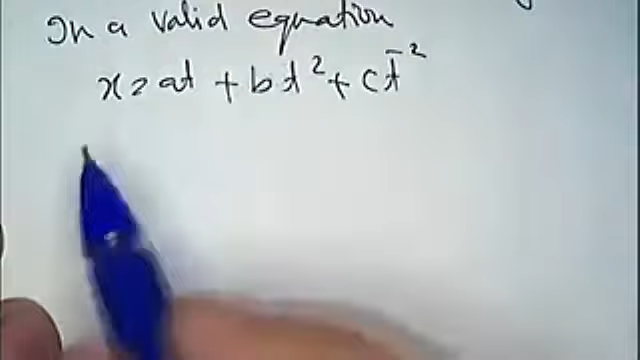 In a valid equation
x = at + bt² + ct⁻²